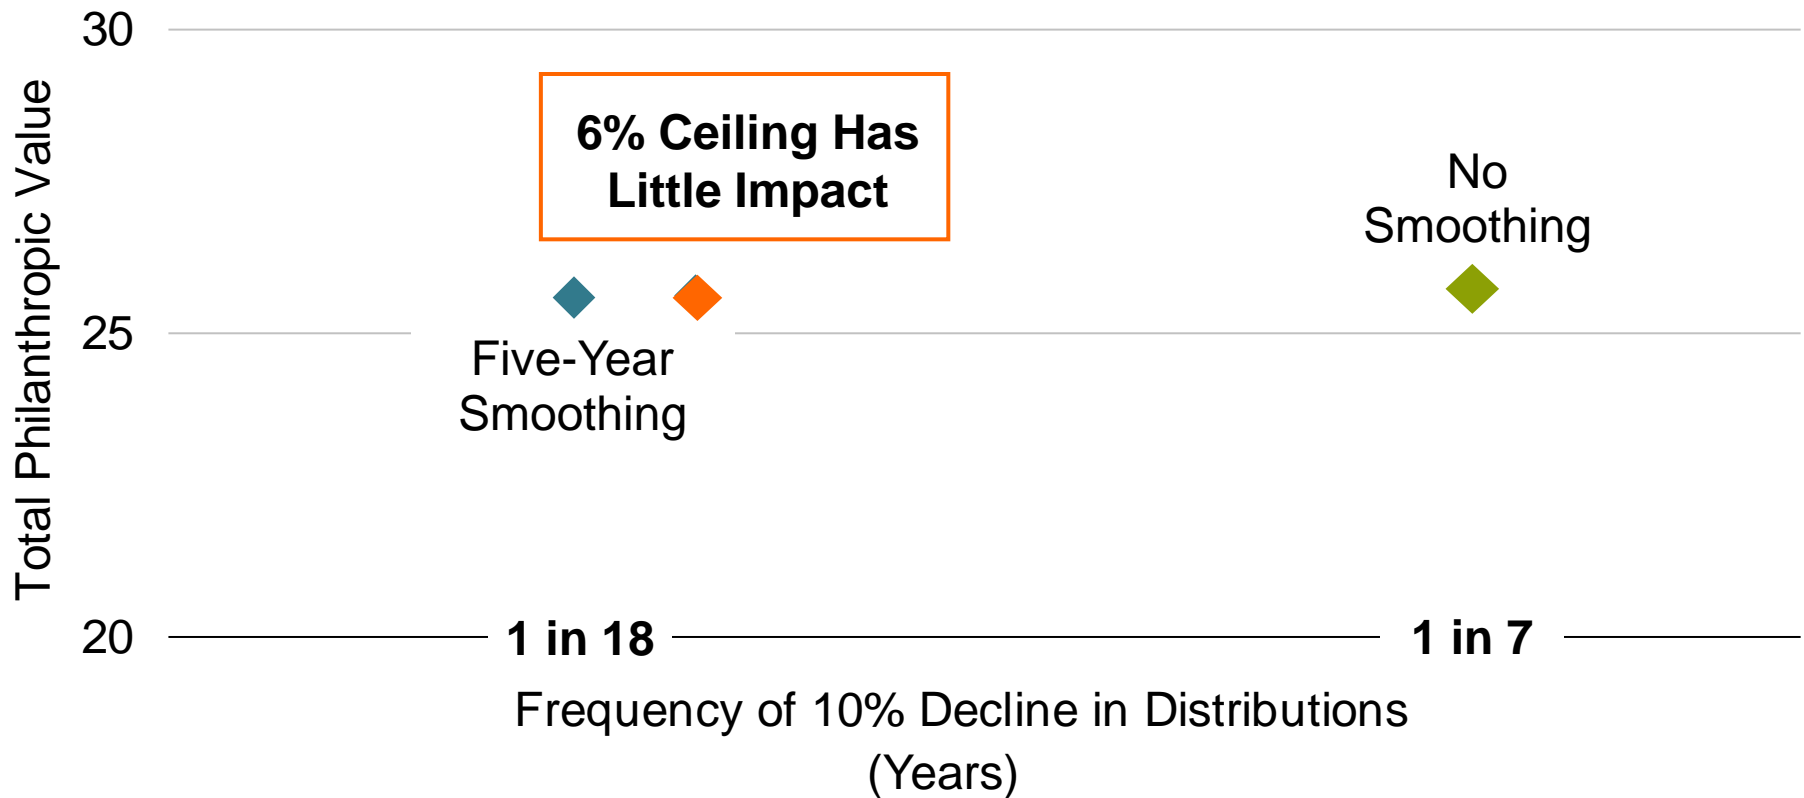 30
6% Ceiling Has
Little Impact
No
Smoothing
25
Five-Year
Smoothing
20
1 in 18
1 in 7
Total Philanthropic Value
Frequency of 10% Decline in Distributions
(Years)